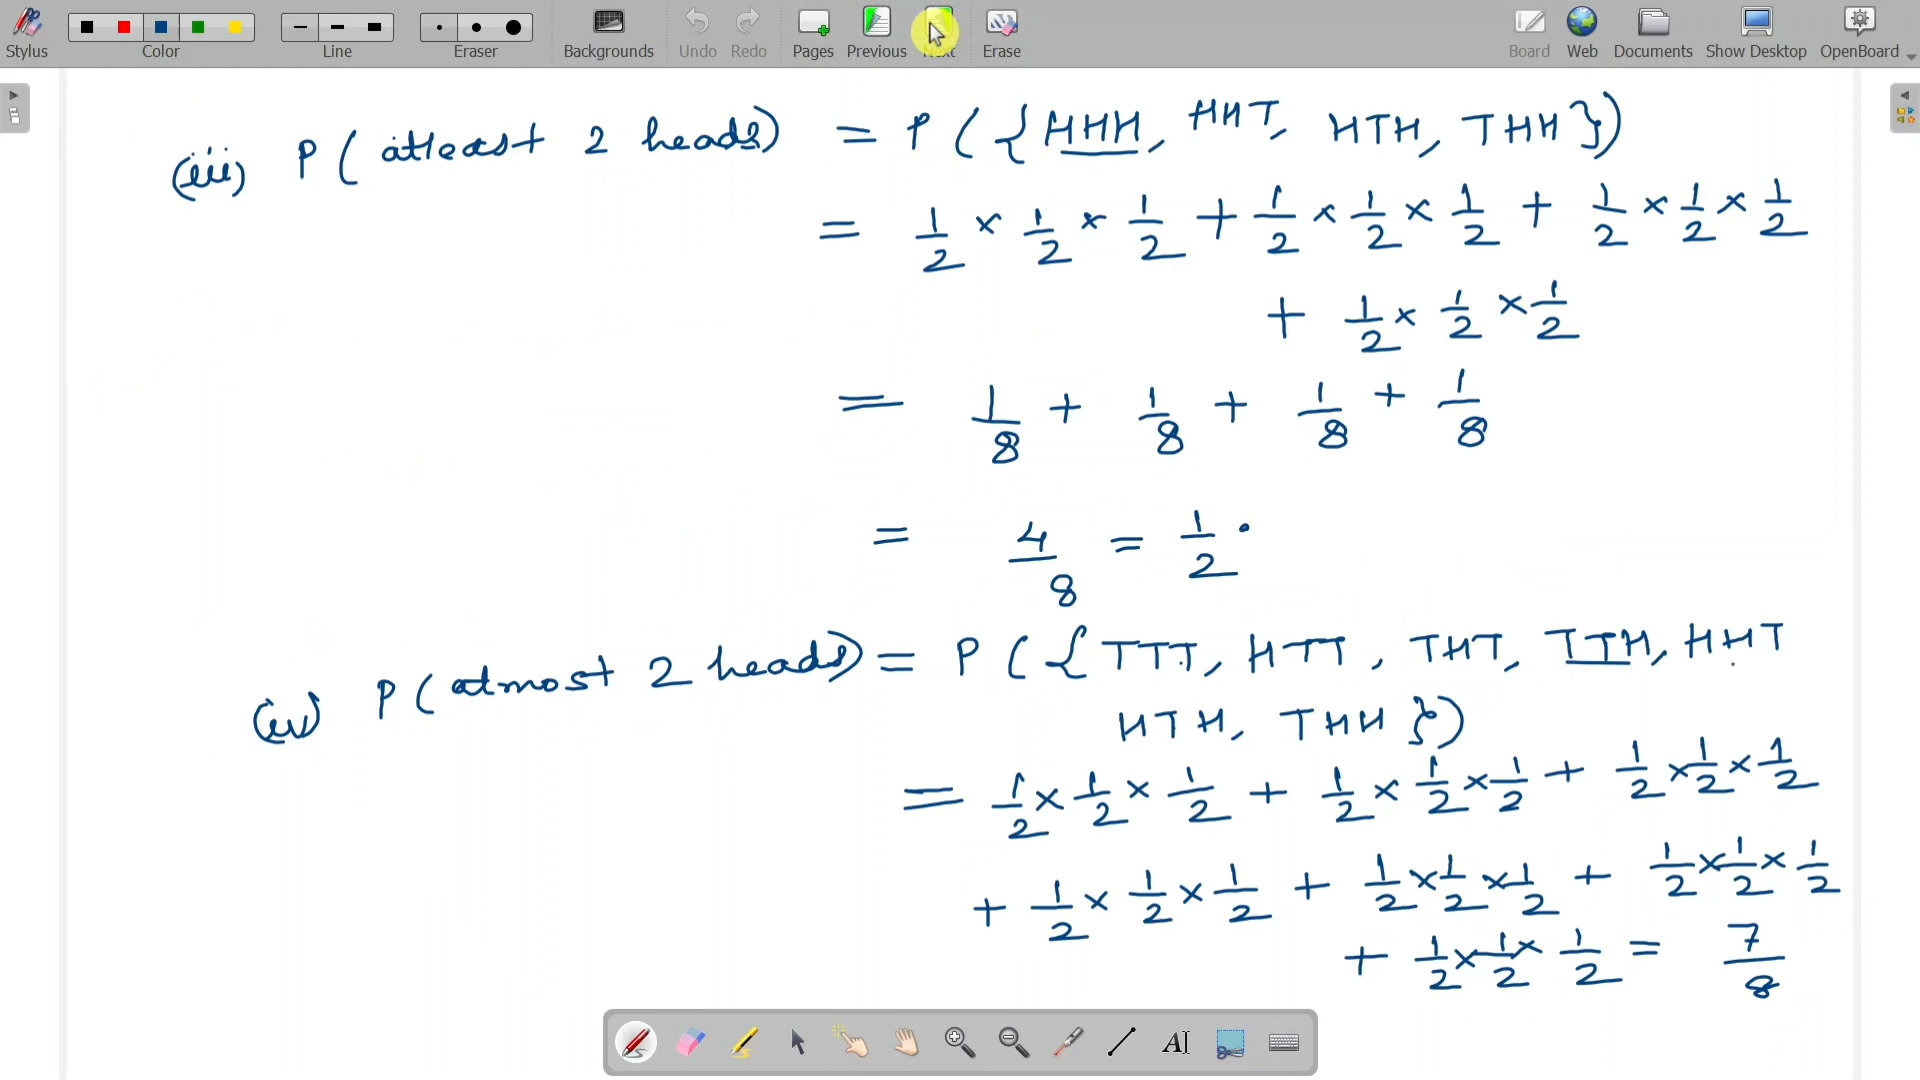 Stylus Color Line Eraser Backgrounds Undo Redo Pages Previous Next Erase Board Web Documents Show Desktop OpenBoard
(iii) P ( atleast 2 heads) = P ( { HHH, HHT, HTH, THH } )
= 1/2 × 1/2 × 1/2 + 1/2 × 1/2 × 1/2 + 1/2 × 1/2 × 1/2
+ 1/2 × 1/2 × 1/2
= 1/8 + 1/8 + 1/8 + 1/8
= 4/8 = 1/2 .
(iv) P ( atmost 2 heads) = P ( { TTT, HTT, THT, TTH, HHT
HTH, THH } )
= 1/2 × 1/2 × 1/2 + 1/2 × 1/2 × 1/2 + 1/2 × 1/2 × 1/2
+ 1/2 × 1/2 × 1/2 + 1/2 × 1/2 × 1/2 + 1/2 × 1/2 × 1/2
+ 1/2 × 1/2 × 1/2 = 7/8
AI